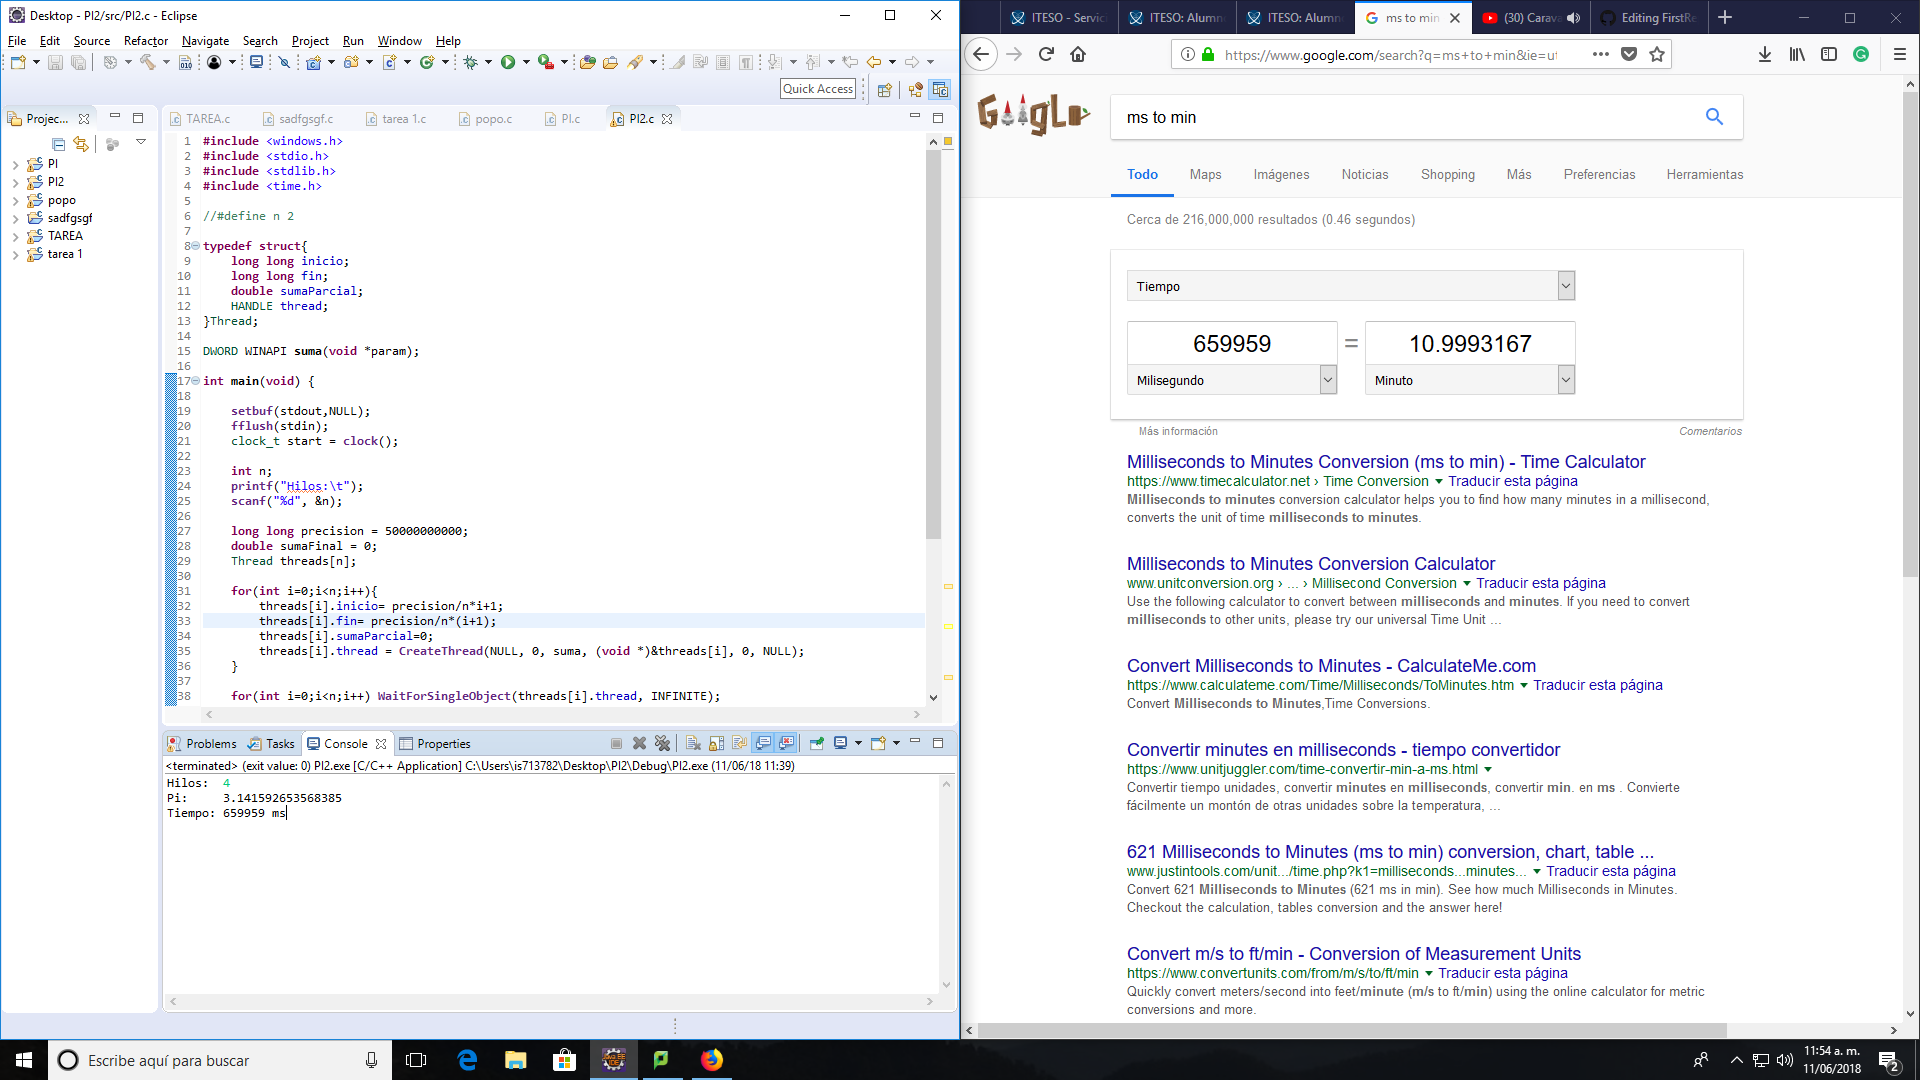 Desktop - PI2/src/PI2.c - Eclipse
File Edit Source Refactor Navigate Search Project Run Window Help
Quick Access
Projec...
PI
PI2
popo
sadfgsgf
TAREA
tarea 1
TAREA.c sadfgsgf.c tarea 1.c popo.c PI.c PI2.c
1 #include <windows.h>
2 #include <stdio.h>
3 #include <stdlib.h>
4 #include <time.h>
5
6 //#define n 2
7
8 typedef struct{
9 long long inicio;
10 long long fin;
11 double sumaParcial;
12 HANDLE thread;
13 }Thread;
14
15 DWORD WINAPI suma(void *param);
16
17 int main(void) {
18
19 setbuf(stdout,NULL);
20 fflush(stdin);
21 clock_t start = clock();
22
23 int n;
24 printf("Hilos:\t");
25 scanf("%d", &n);
26
27 long long precision = 50000000000;
28 double sumaFinal = 0;
29 Thread threads[n];
30
31 for(int i=0;i<n;i++){
32 threads[i].inicio= precision/n*i+1;
33 threads[i].fin= precision/n*(i+1);
34 threads[i].sumaParcial=0;
35 threads[i].thread = CreateThread(NULL, 0, suma, (void *)&threads[i], 0, NULL);
36 }
37
38 for(int i=0;i<n;i++) WaitForSingleObject(threads[i].thread, INFINITE);
Problems Tasks Console Properties
<terminated> (exit value: 0) PI2.exe [C/C++ Application] C:\Users\is713782\Desktop\PI2\Debug\PI2.exe (11/06/18 11:39)
Hilos: 4
Pi: 3.141592653568385
Tiempo: 659959 ms
ITESO - Servic
ITESO: Alumn
ITESO: Alumn
ms to min
(30) Carava
Editing FirstRe
https://www.google.com/search?q=ms+to+min&ie=ut
ms to min
Todo Maps Imágenes Noticias Shopping Más Preferencias Herramientas
Cerca de 216,000,000 resultados (0.46 segundos)
Tiempo
659959 = 10.9993167
Milisegundo Minuto
Más información Comentarios
Milliseconds to Minutes Conversion (ms to min) - Time Calculator
https://www.timecalculator.net › Time Conversion Traducir esta página
Milliseconds to minutes conversion calculator helps you to find how many minutes in a millisecond,
converts the unit of time milliseconds to minutes.
Milliseconds to Minutes Conversion Calculator
www.unitconversion.org › ... › Millisecond Conversion Traducir esta página
Use the following calculator to convert between milliseconds and minutes. If you need to convert
milliseconds to other units, please try our universal Time Unit ...
Convert Milliseconds to Minutes - CalculateMe.com
https://www.calculateme.com/Time/Milliseconds/ToMinutes.htm Traducir esta página
Convert Milliseconds to Minutes,Time Conversions.
Convertir minutes en milliseconds - tiempo convertidor
https://www.unitjuggler.com/time-convertir-min-a-ms.html
Convertir tiempo unidades, convertir minutes en milliseconds, convertir min. en ms . Convierte
fácilmente un montón de otras unidades sobre la temperatura, ...
621 Milliseconds to Minutes (ms to min) conversion, chart, table ...
www.justintools.com/unit.../time.php?k1=milliseconds...minutes... Traducir esta página
Convert 621 Milliseconds to Minutes (621 ms in min). See how much Milliseconds in Minutes.
Checkout the calculation, tables conversion and the answer here!
Convert m/s to ft/min - Conversion of Measurement Units
https://www.convertunits.com/from/m/s/to/ft/min Traducir esta página
Quickly convert meters/second into feet/minute (m/s to ft/min) using the online calculator for metric
conversions and more.
Escribe aquí para buscar
11:54 a. m.
11/06/2018
2